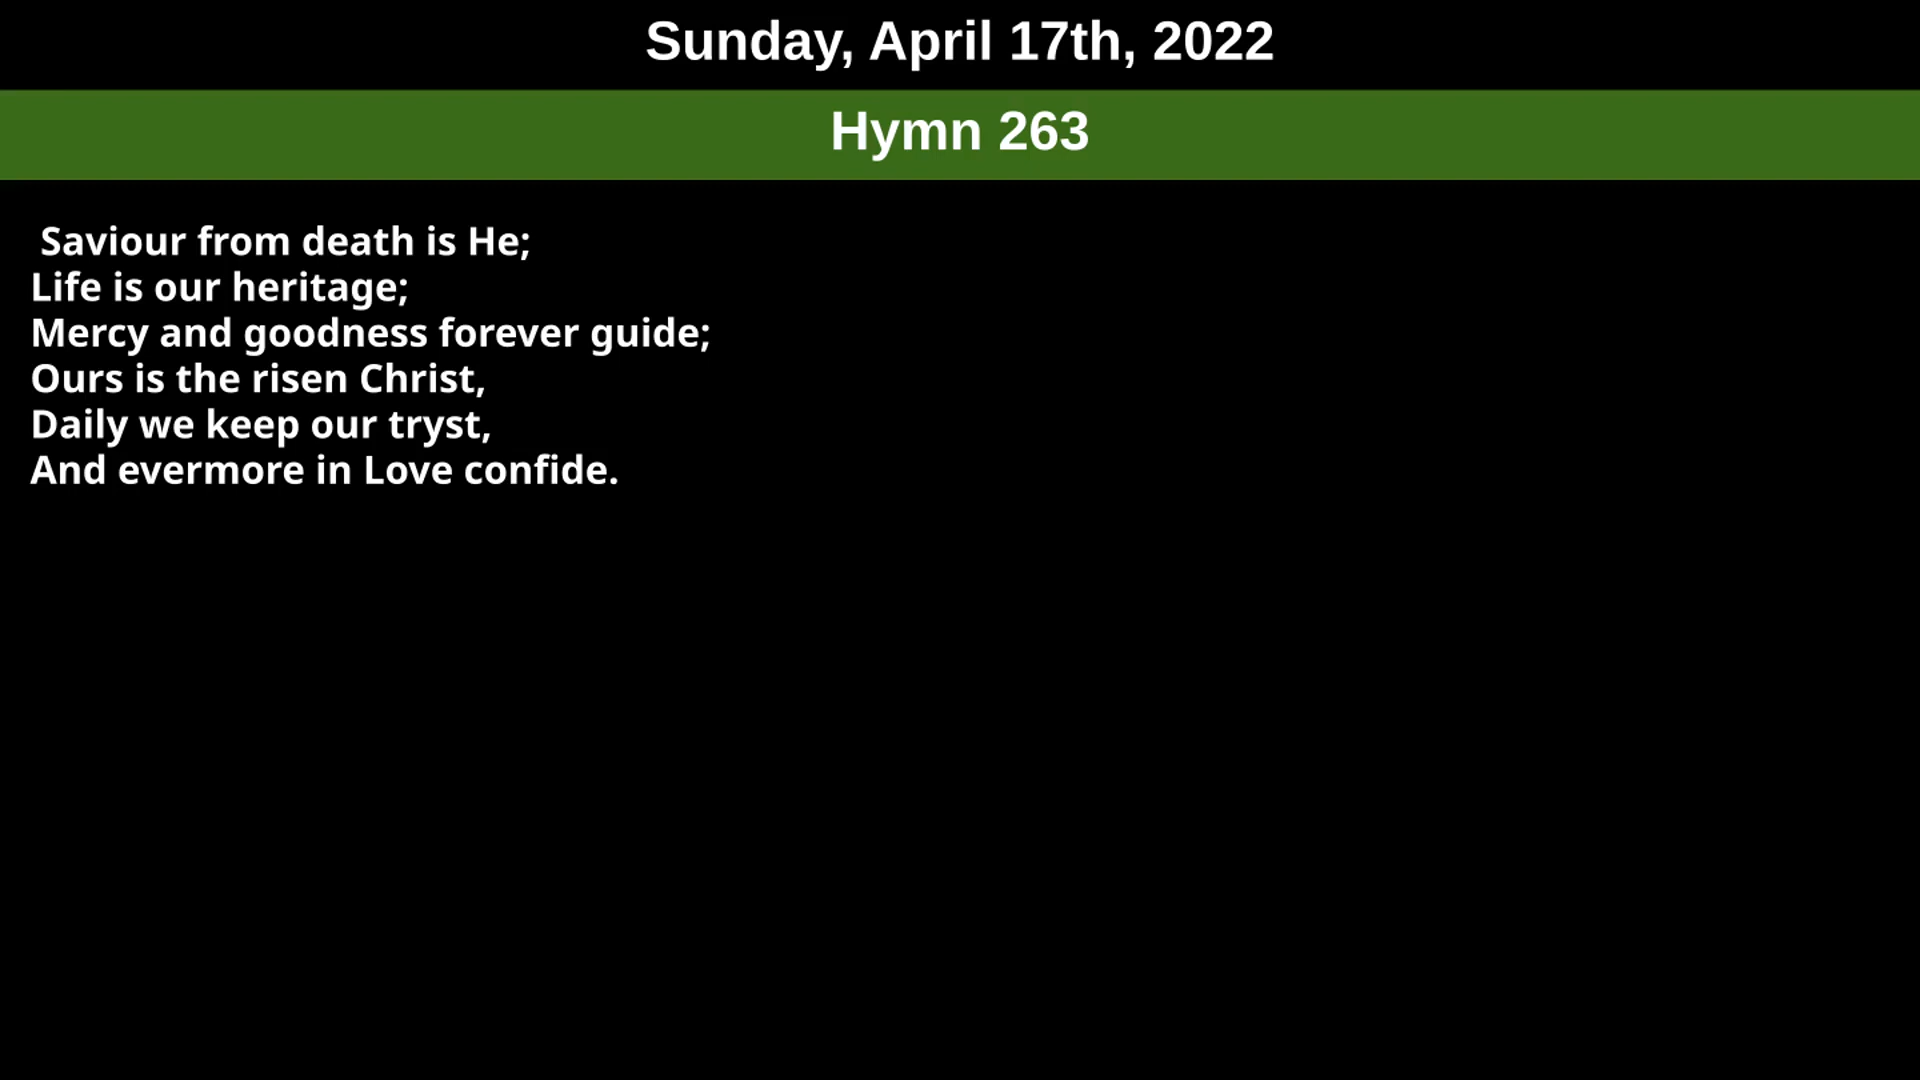 Sunday, April 17th, 2022
Hymn 263
Saviour from death is He;
Life is our heritage;
Mercy and goodness forever guide;
Ours is the risen Christ,
Daily we keep our tryst,
And evermore in Love confide.